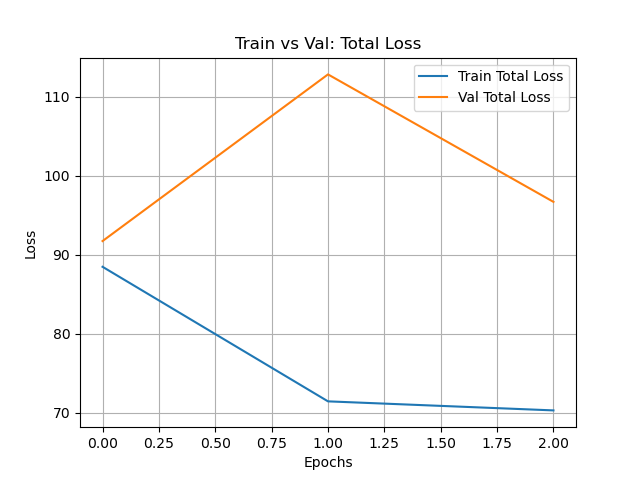 Train vs Val: Total Loss
Train Total Loss
Val Total Loss
Loss
110
100
90
80
70
0.00 0.25 0.50 0.75 1.00 1.25 1.50 1.75 2.00
Epochs